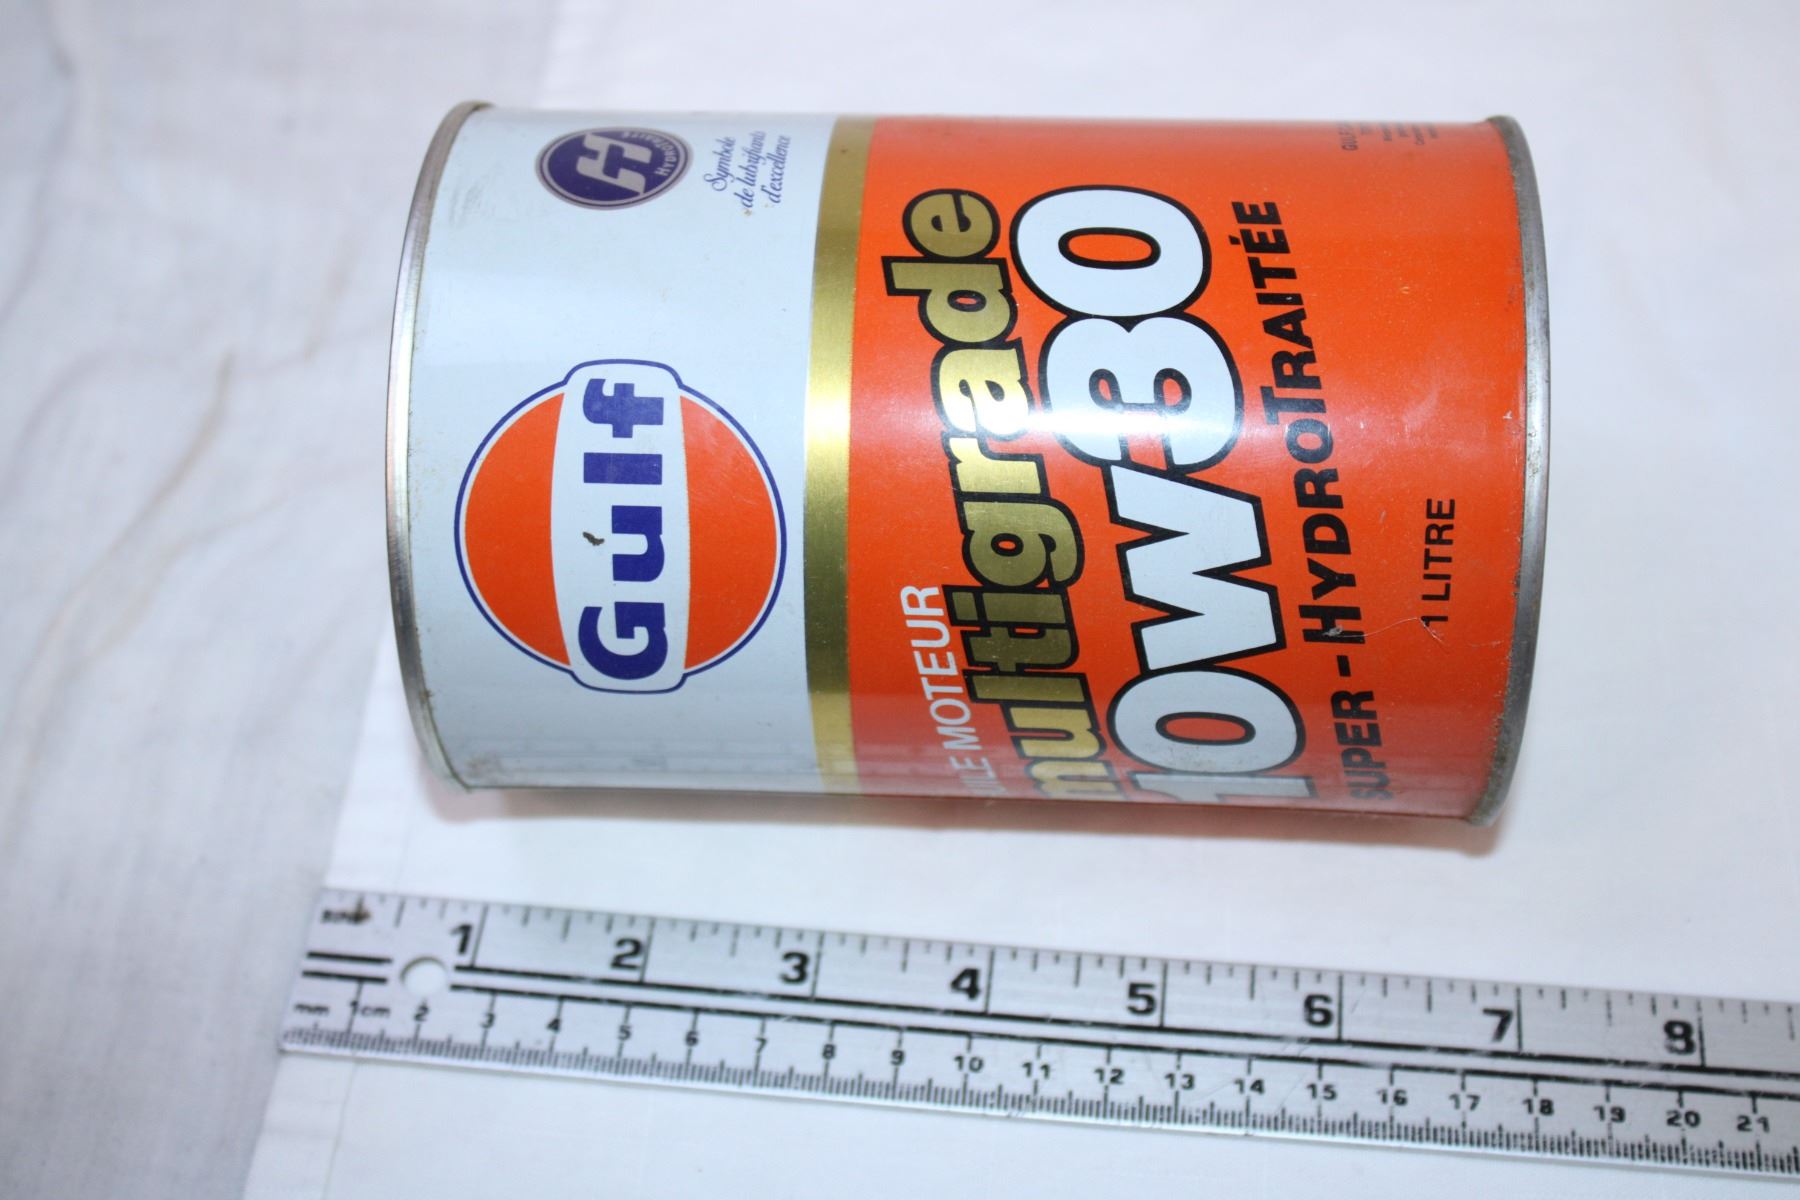 Gulf
HYDROTRAITÉ
Symbole
de lubrifiants
d'excellence
HUILE MOTEUR
multigrade
10W30
SUPER-HYDROTRAITÉE
1 LITRE
1 2 3 4 5 6 7 8
mm 1cm 2 3 4 5 6 7 8 9 10 11 12 13 14 15 16 17 18 19 20 21